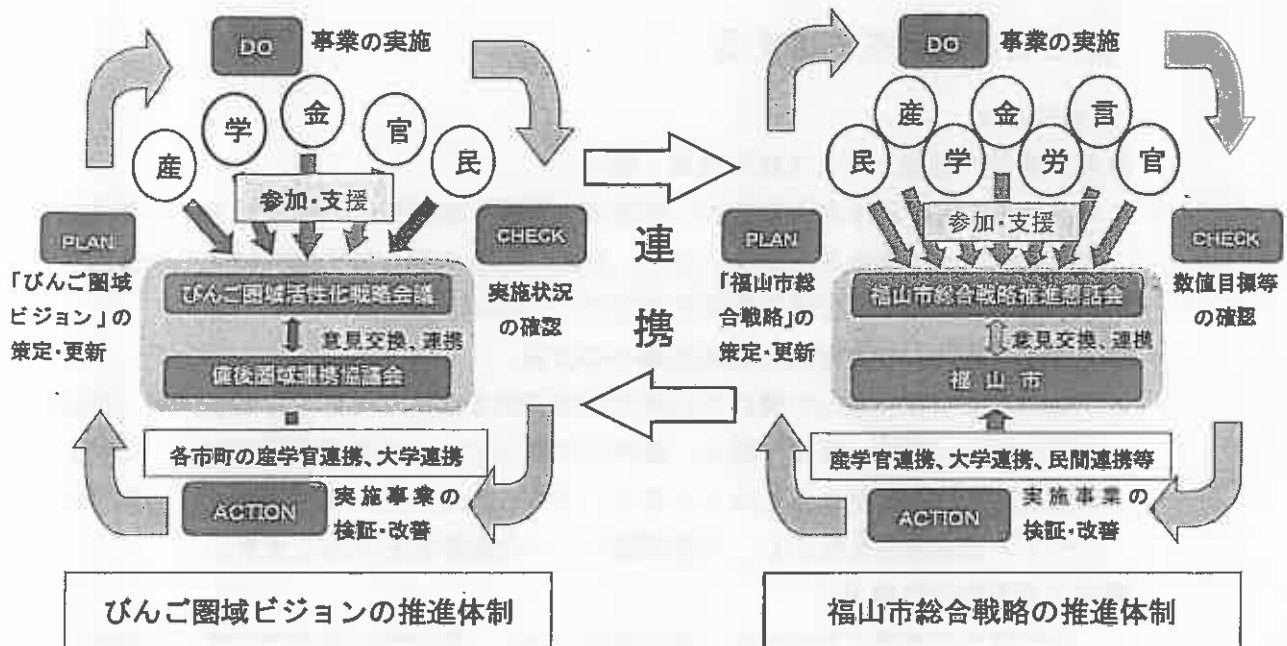 DO
事業の実施
産
学
金
官
民
参加・支援
PLAN
「びんご圏域
ビジョン」の
策定・更新
CHECK
実施状況
の確認
びんご圏域活性化戦略会議
意見交換、連携
備後圏域連携協議会
各市町の産学官連携、大学連携
ACTION
実施事業の
検証・改善
びんご圏域ビジョンの推進体制
連
携
DO
事業の実施
民
産
学
金
労
言
官
参加・支援
PLAN
「福山市総
合戦略」の
策定・更新
CHECK
数値目標等
の確認
福山市総合戦略推進懇話会
意見交換、連携
福山市
産学官連携、大学連携、民間連携等
ACTION
実施事業の
検証・改善
福山市総合戦略の推進体制